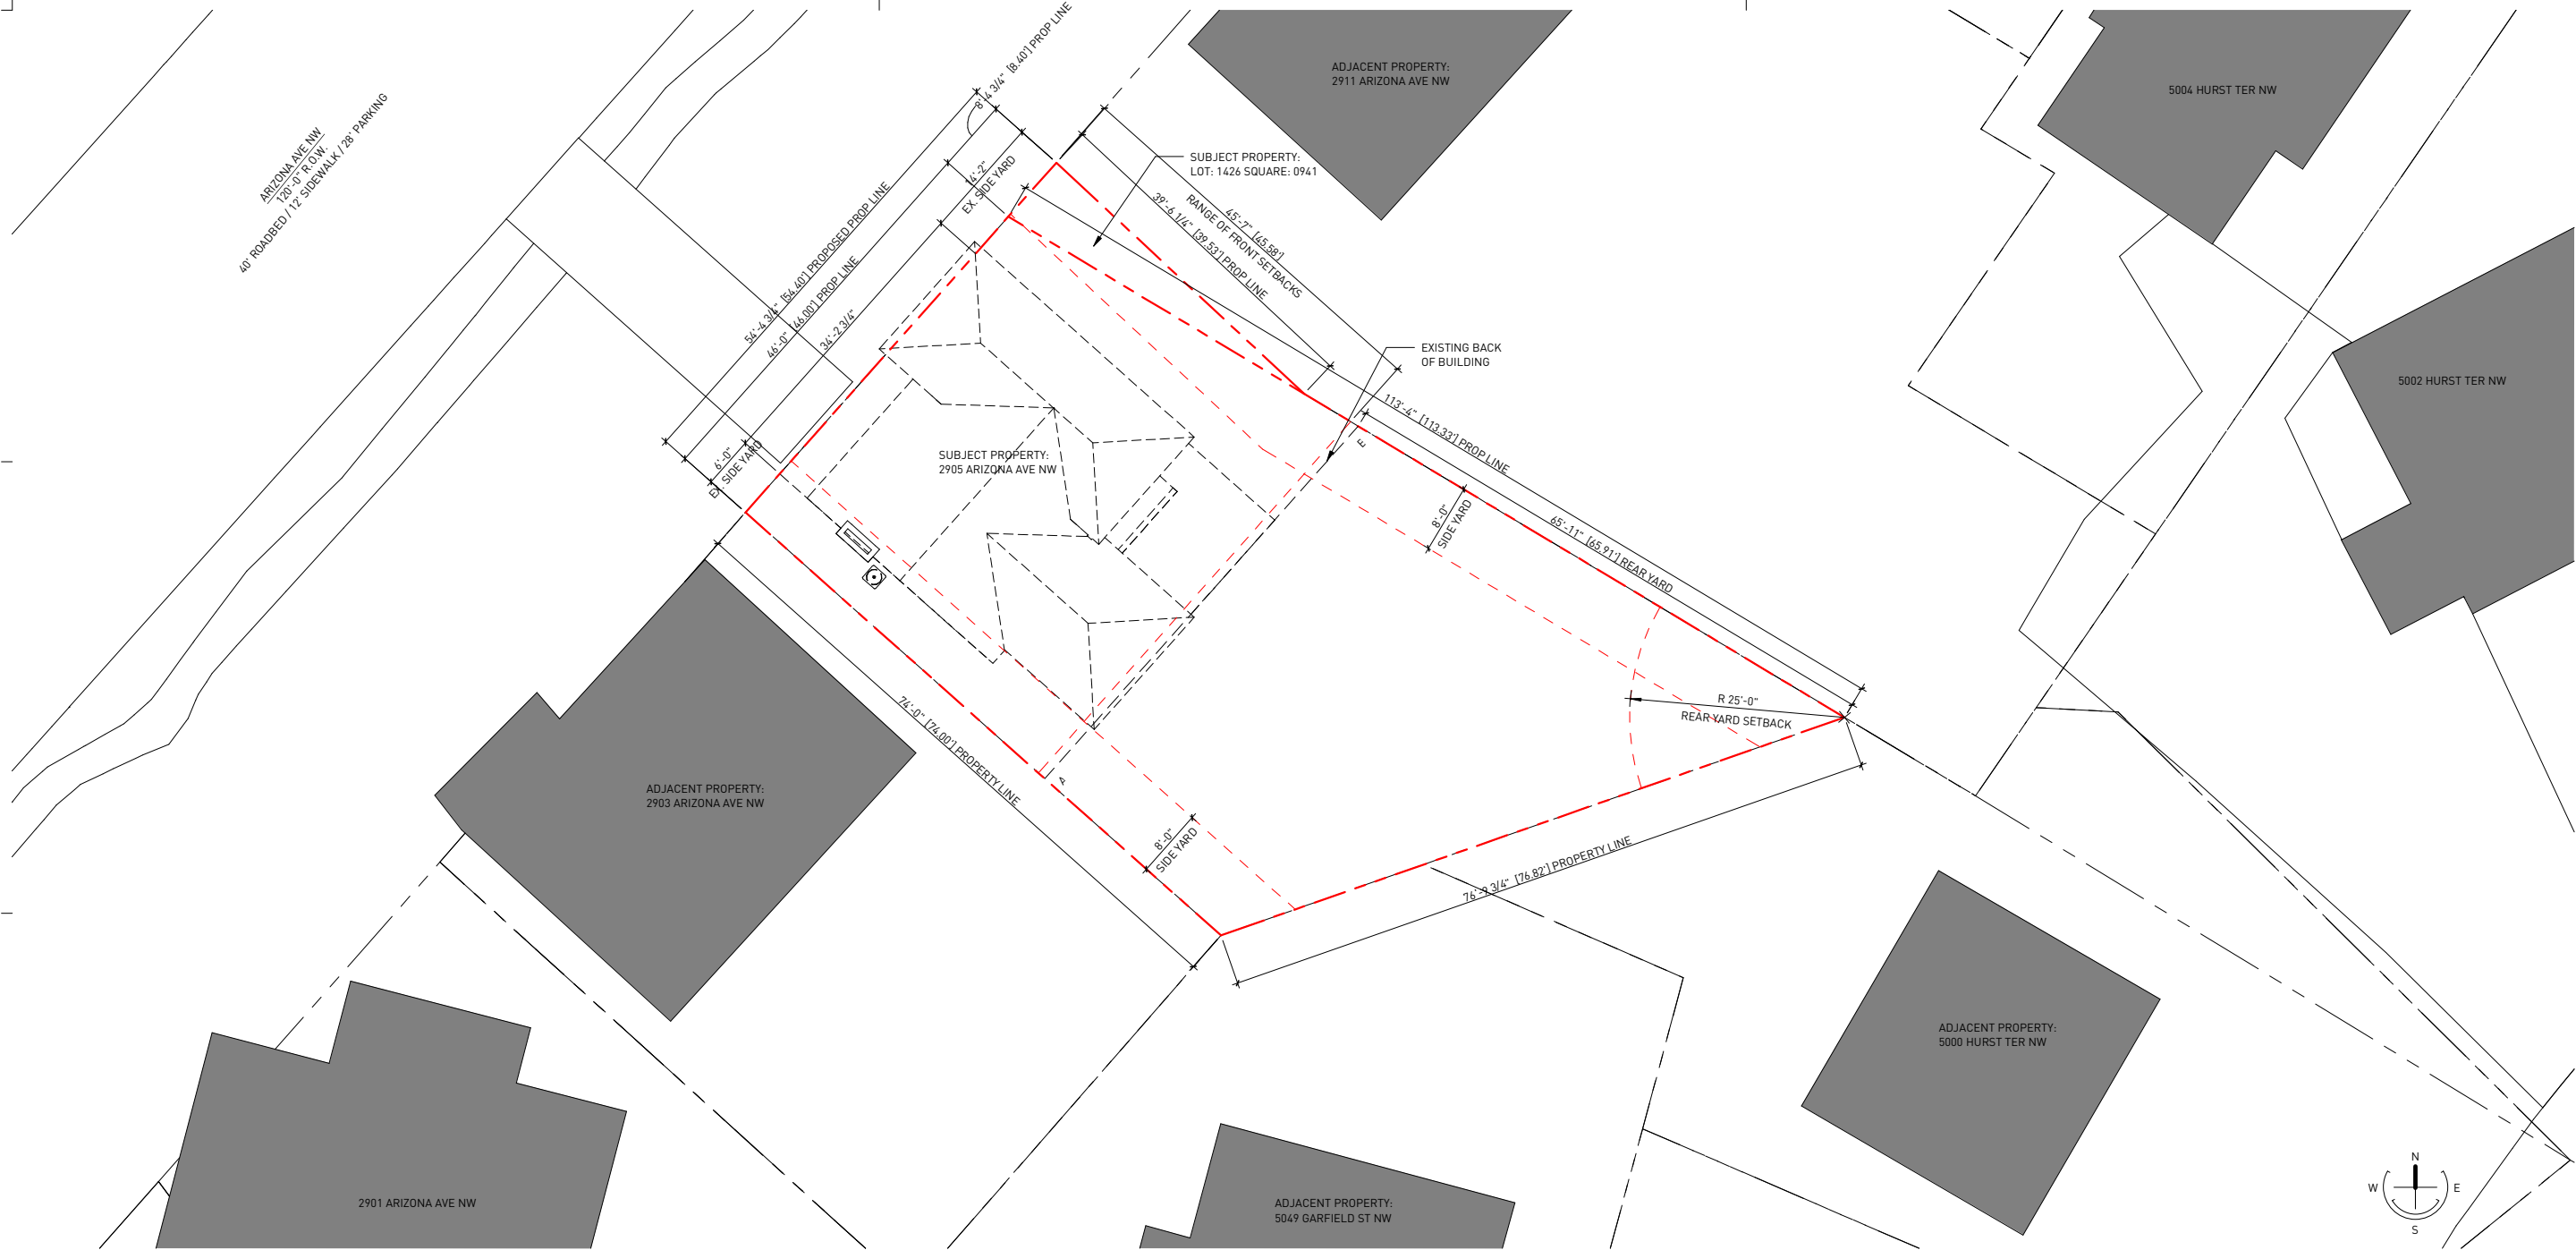 8'-4 3/4" [8.40'] PROP LINE
ADJACENT PROPERTY:
2911 ARIZONA AVE NW
5004 HURST TER NW
ARIZONA AVE NW
120'-0" R.O.W.
40' ROADBED / 12' SIDEWALK / 28' PARKING
14'-2"
EX. SIDE YARD
SUBJECT PROPERTY:
LOT: 1426 SQUARE: 0941
45'-7" [45.58']
RANGE OF FRONT SETBACKS
39'-6 1/4" [39.53'] PROP LINE
54'-4 3/4" [54.40'] PROPOSED PROP LINE
46'-0" [46.00'] PROP LINE
34'-2 3/4"
EXISTING BACK
OF BUILDING
5002 HURST TER NW
113'-4" [113.33'] PROP LINE
E
6'-0"
EX. SIDE YARD
SUBJECT PROPERTY:
2905 ARIZONA AVE NW
8'-0"
SIDE YARD
65'-11" [65.91'] REAR YARD
R 25'-0"
REAR YARD SETBACK
74'-0" [74.00'] PROPERTY LINE
A
ADJACENT PROPERTY:
2903 ARIZONA AVE NW
8'-0"
SIDE YARD
76'-9 3/4" [76.82'] PROPERTY LINE
ADJACENT PROPERTY:
5000 HURST TER NW
2901 ARIZONA AVE NW
ADJACENT PROPERTY:
5049 GARFIELD ST NW
N
W E
S